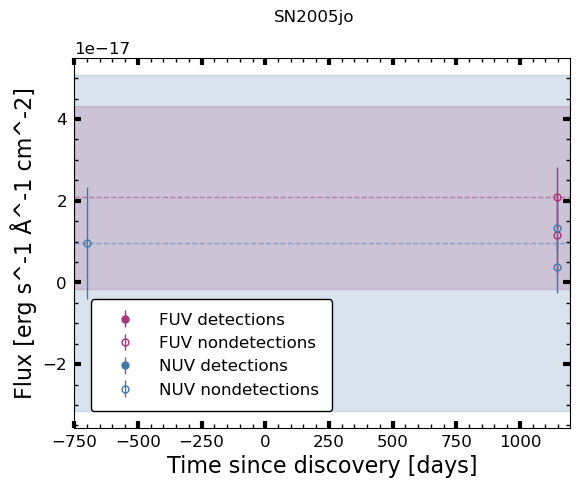 SN2005jo
1e−17
Flux [erg s^-1 Å^-1 cm^-2]
4
2
0
−2
FUV detections
FUV nondetections
NUV detections
NUV nondetections
−750 −500 −250 0 250 500 750 1000
Time since discovery [days]